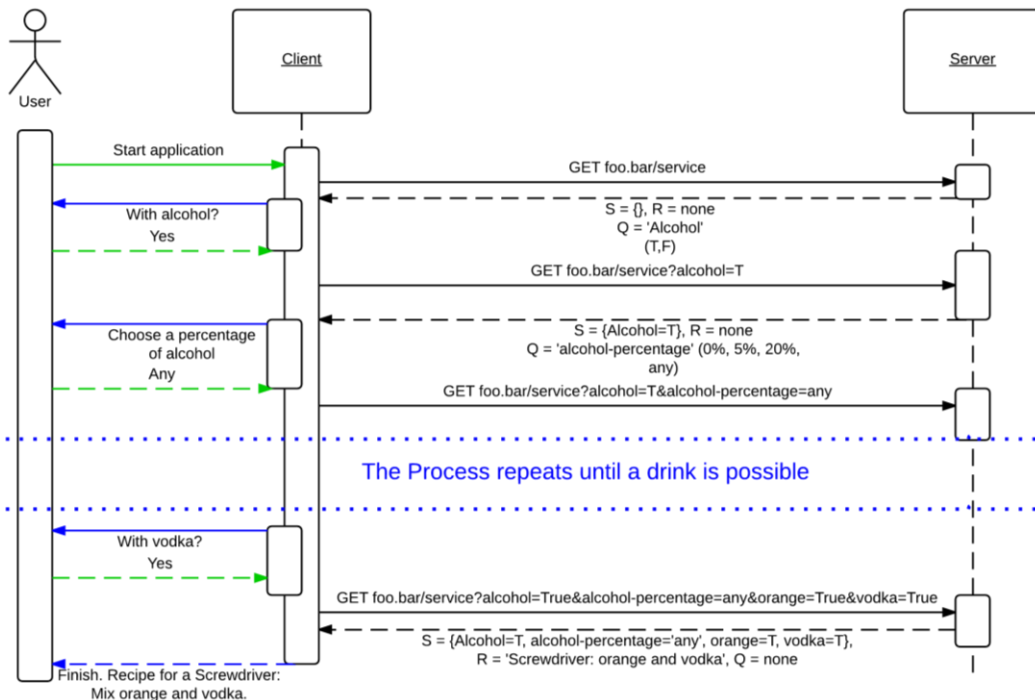 User
Client
Server
Start application
GET foo.bar/service
With alcohol?
Yes
S = {}, R = none
Q = 'Alcohol'
(T,F)
GET foo.bar/service?alcohol=T
Choose a percentage
of alcohol
Any
S = {Alcohol=T}, R = none
Q = 'alcohol-percentage' (0%, 5%, 20%,
any)
GET foo.bar/service?alcohol=T&alcohol-percentage=any
The Process repeats until a drink is possible
With vodka?
Yes
GET foo.bar/service?alcohol=True&alcohol-percentage=any&orange=True&vodka=True
S = {Alcohol=T, alcohol-percentage='any', orange=T, vodka=T},
R = 'Screwdriver: orange and vodka', Q = none
Finish. Recipe for a Screwdriver:
Mix orange and vodka.